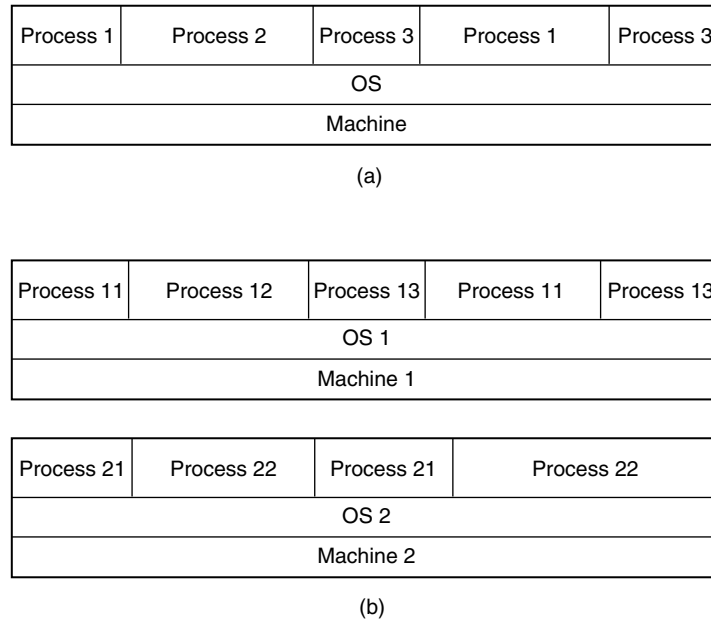 Process 1 Process 2 Process 3 Process 1 Process 3
OS
Machine
(a)
Process 11 Process 12 Process 13 Process 11 Process 13
OS 1
Machine 1
Process 21 Process 22 Process 21 Process 22
OS 2
Machine 2
(b)